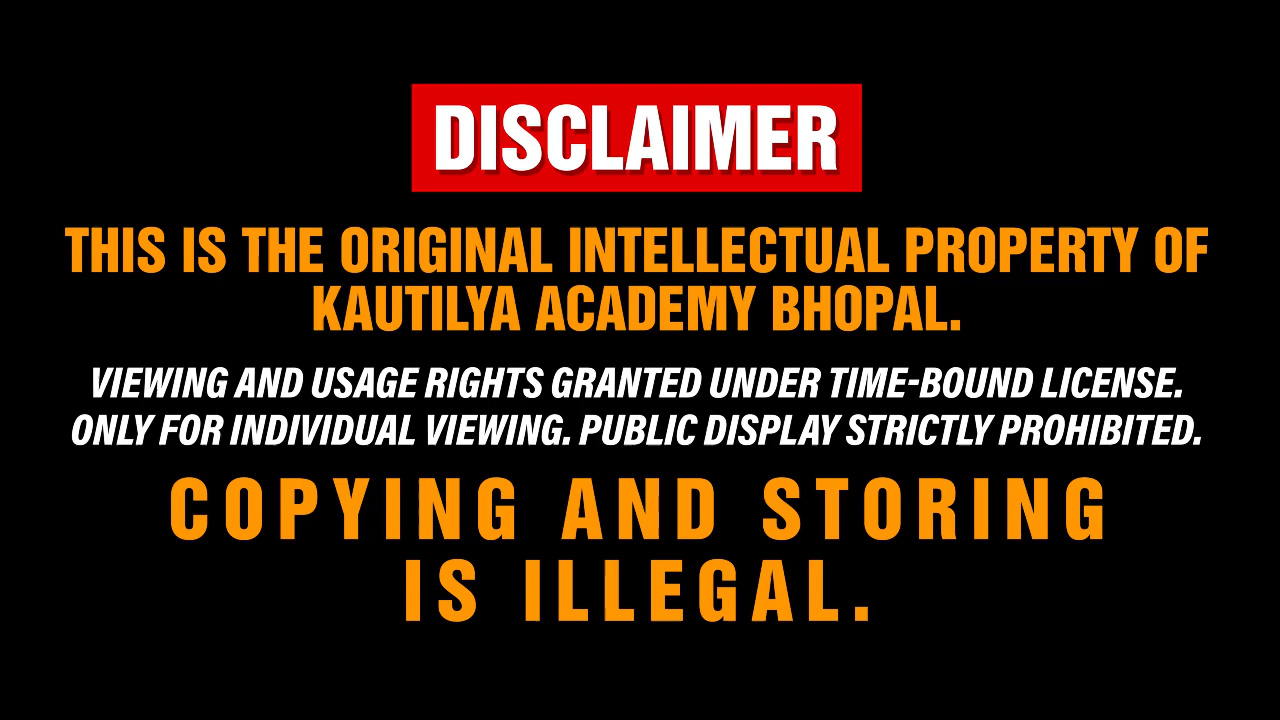 DISCLAIMER
THIS IS THE ORIGINAL INTELLECTUAL PROPERTY OF
KAUTILYA ACADEMY BHOPAL.
VIEWING AND USAGE RIGHTS GRANTED UNDER TIME-BOUND LICENSE.
ONLY FOR INDIVIDUAL VIEWING. PUBLIC DISPLAY STRICTLY PROHIBITED.
COPYING AND STORING
IS ILLEGAL.